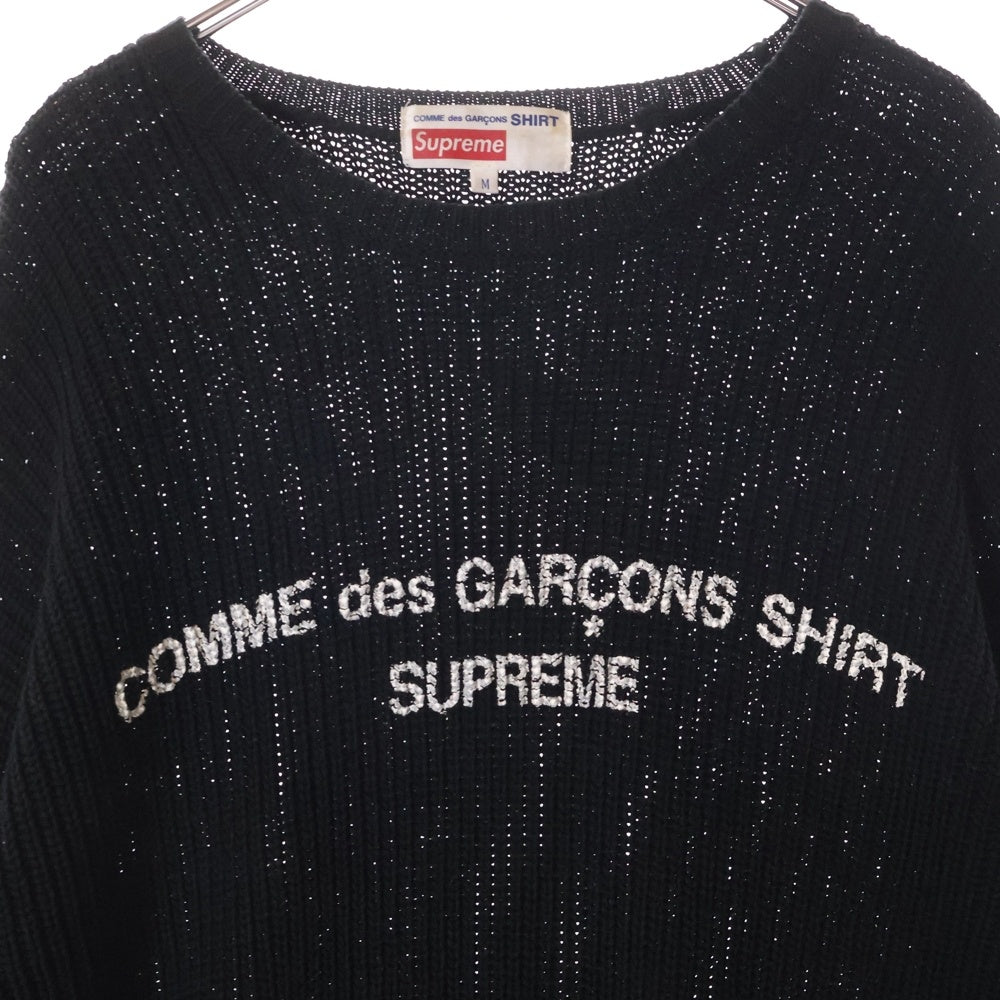 COMME des GARÇONS SHIRT
Supreme
M
COMME des GARÇONS SHIRT
SUPREME